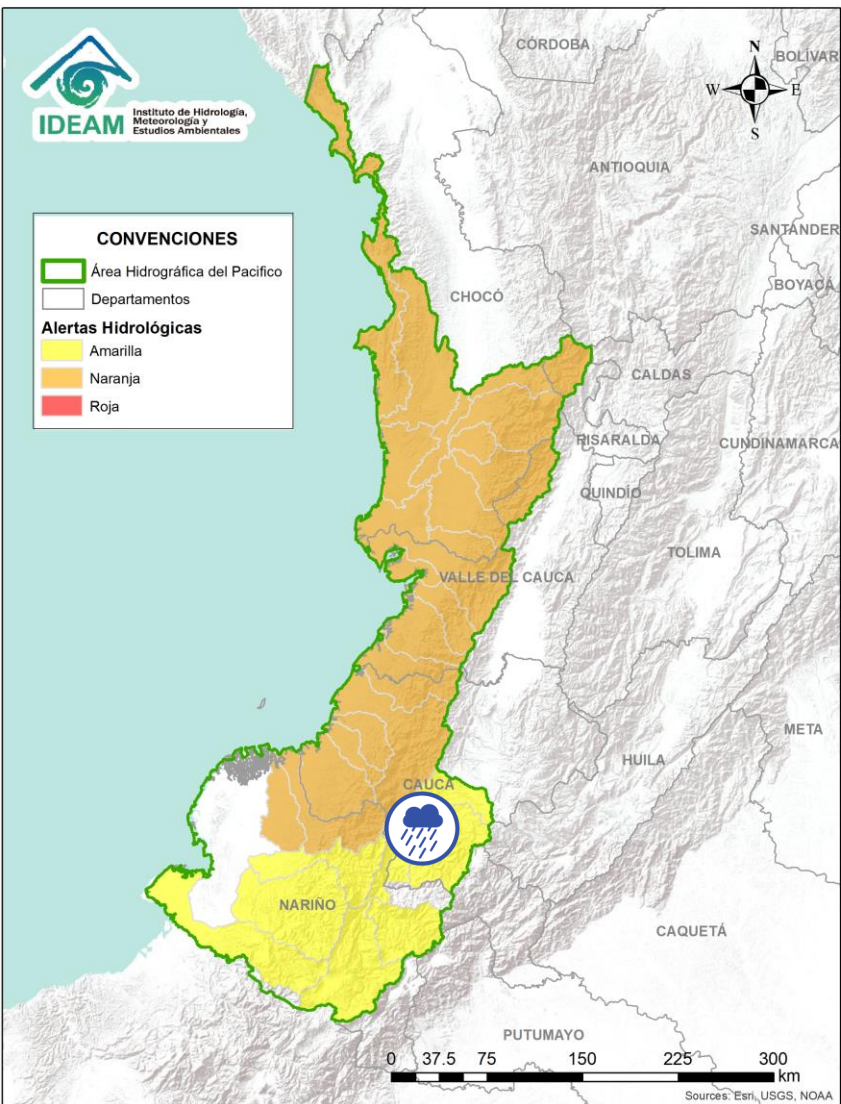 IDEAM
Instituto de Hidrología,
Meteorología y
Estudios Ambientales
N
W
E
S
CÓRDOBA
BOLÍVAR
ANTIOQUIA
SANTANDER
BOYACÁ
CHOCÓ
CALDAS
RISARALDA
CUNDINAMARCA
QUINDÍO
TOLIMA
VALLE DEL CAUCA
META
HUILA
CAUCA
NARIÑO
CAQUETÁ
PUTUMAYO
CONVENCIONES
Área Hidrográfica del Pacifico
Departamentos
Alertas Hidrológicas
Amarilla
Naranja
Roja
0 37.5 75 150 225 300
km
Sources: Esri, USGS, NOAA